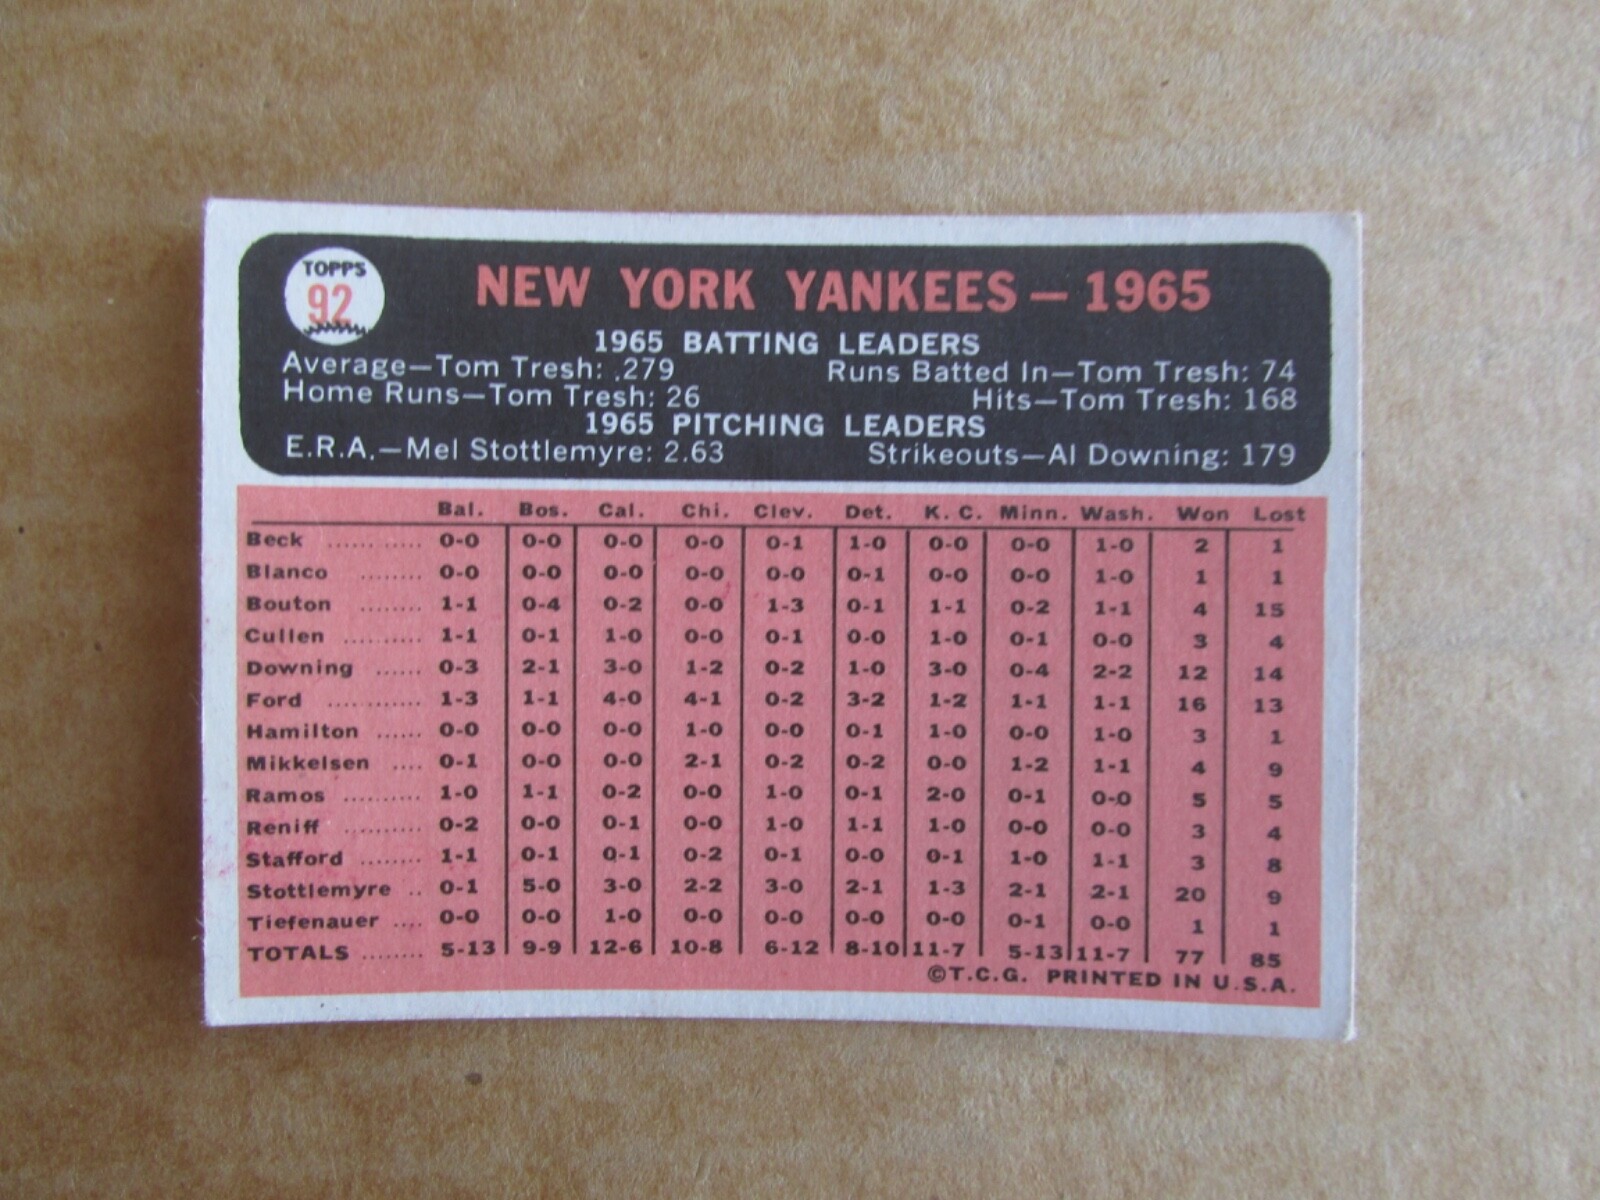 TOPPS
92
NEW YORK YANKEES — 1965
1965 BATTING LEADERS
Average—Tom Tresh: .279 Runs Batted In—Tom Tresh: 74
Home Runs—Tom Tresh: 26 Hits—Tom Tresh: 168
1965 PITCHING LEADERS
E.R.A.—Mel Stottlemyre: 2.63 Strikeouts—Al Downing: 179
Bal. Bos. Cal. Chi. Clev. Det. K. C. Minn. Wash. Won Lost
Beck ............ 0-0 0-0 0-0 0-0 0-1 1-0 0-0 0-0 1-0 2 1
Blanco ........ 0-0 0-0 0-0 0-0 0-0 0-1 0-0 0-0 1-0 1 1
Bouton ........ 1-1 0-4 0-2 0-0 1-3 0-1 1-1 0-2 1-1 4 15
Cullen .......... 1-1 0-1 1-0 0-0 0-1 0-0 1-0 0-1 0-0 3 4
Downing ...... 0-3 2-1 3-0 1-2 0-2 1-0 3-0 0-4 2-2 12 14
Ford ............ 1-3 1-1 4-0 4-1 0-2 3-2 1-2 1-1 1-1 16 13
Hamilton ...... 0-0 0-0 0-0 1-0 0-0 0-1 1-0 0-0 1-0 3 1
Mikkelsen .... 0-1 0-0 0-0 2-1 0-2 0-2 0-0 1-2 1-1 4 9
Ramos .......... 1-0 1-1 0-2 0-0 1-0 0-1 2-0 0-1 0-0 5 5
Reniff .......... 0-2 0-0 0-1 0-0 1-0 1-1 1-0 0-0 0-0 3 4
Stafford ........ 1-1 0-1 0-1 0-2 0-1 0-0 0-1 1-0 1-1 3 8
Stottlemyre .. 0-1 5-0 3-0 2-2 3-0 2-1 1-3 2-1 2-1 20 9
Tiefenauer .... 0-0 0-0 1-0 0-0 0-0 0-0 0-0 0-1 0-0 1 1
TOTALS ........ 5-13 9-9 12-6 10-8 6-12 8-10 11-7 5-13 11-7 77 85
©T.C.G. PRINTED IN U.S.A.